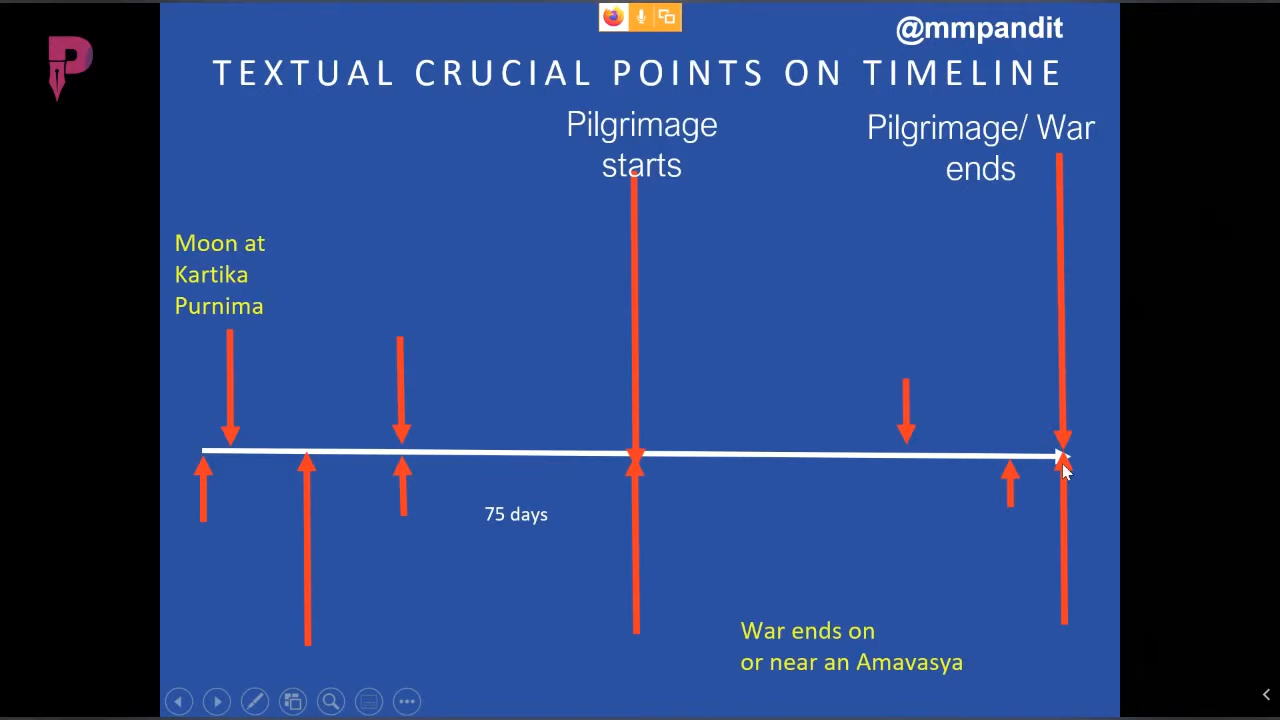 @mmpandit
TEXTUAL CRUCIAL POINTS ON TIMELINE
Pilgrimage
starts
Pilgrimage/ War
ends
Moon at
Kartika
Purnima
75 days
War ends on
or near an Amavasya